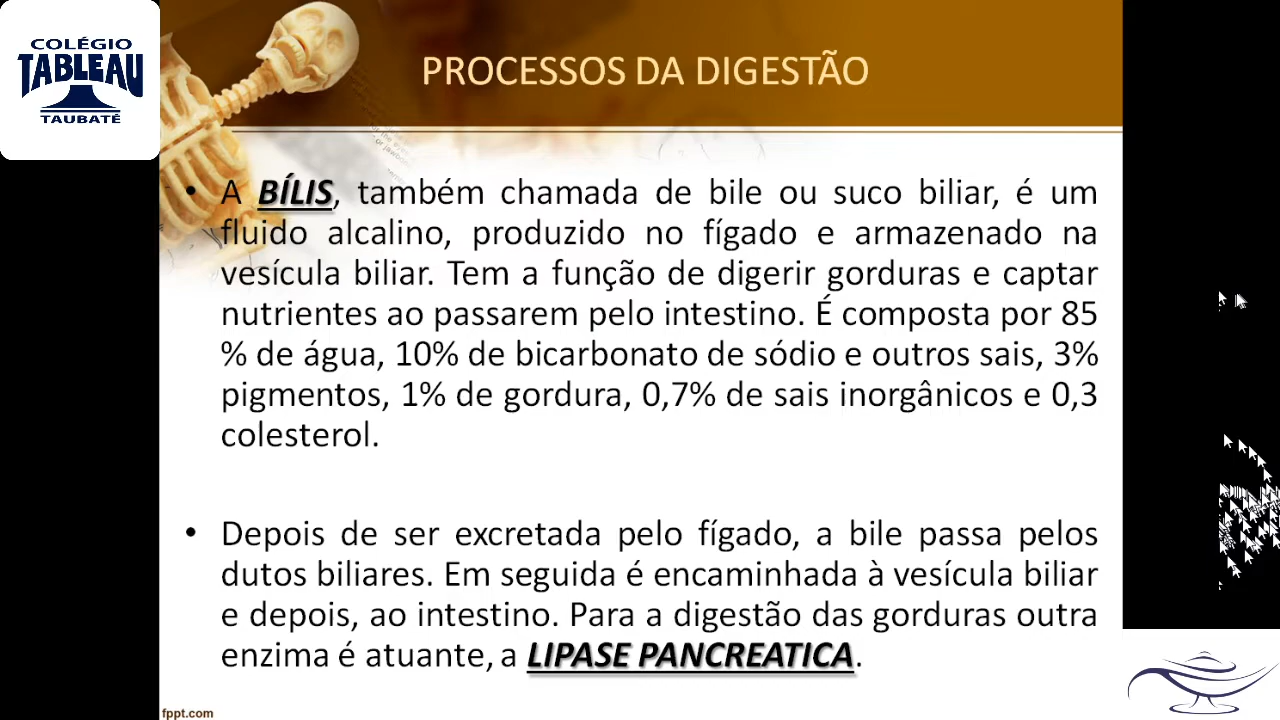 COLÉGIO
TABLEAU
TAUBATÉ
PROCESSOS DA DIGESTÃO
• A BÍLIS, também chamada de bile ou suco biliar, é um
fluido alcalino, produzido no fígado e armazenado na
vesícula biliar. Tem a função de digerir gorduras e captar
nutrientes ao passarem pelo intestino. É composta por 85
% de água, 10% de bicarbonato de sódio e outros sais, 3%
pigmentos, 1% de gordura, 0,7% de sais inorgânicos e 0,3
colesterol.
• Depois de ser excretada pelo fígado, a bile passa pelos
dutos biliares. Em seguida é encaminhada à vesícula biliar
e depois, ao intestino. Para a digestão das gorduras outra
enzima é atuante, a LIPASE PANCREATICA.
fppt.com